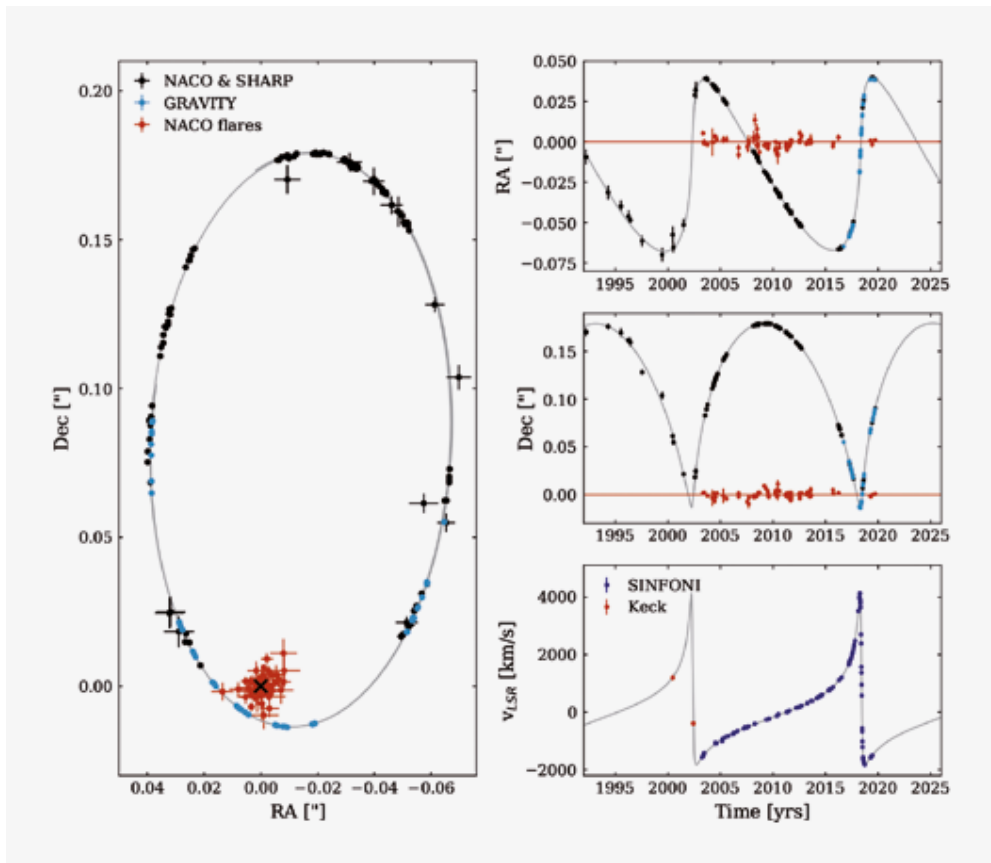 NACO & SHARP
GRAVITY
NACO flares
0.20
0.15
0.10
0.05
0.00
Dec ["]
0.04 0.02 0.00 −0.02 −0.04 −0.06
RA ["]
0.050
0.025
0.000
−0.025
−0.050
−0.075
RA ["]
1995 2000 2005 2010 2015 2020 2025
0.15
0.10
0.05
0.00
Dec ["]
1995 2000 2005 2010 2015 2020 2025
SINFONI
Keck
4000
2000
0
−2000
vLSR [km/s]
1995 2000 2005 2010 2015 2020 2025
Time [yrs]